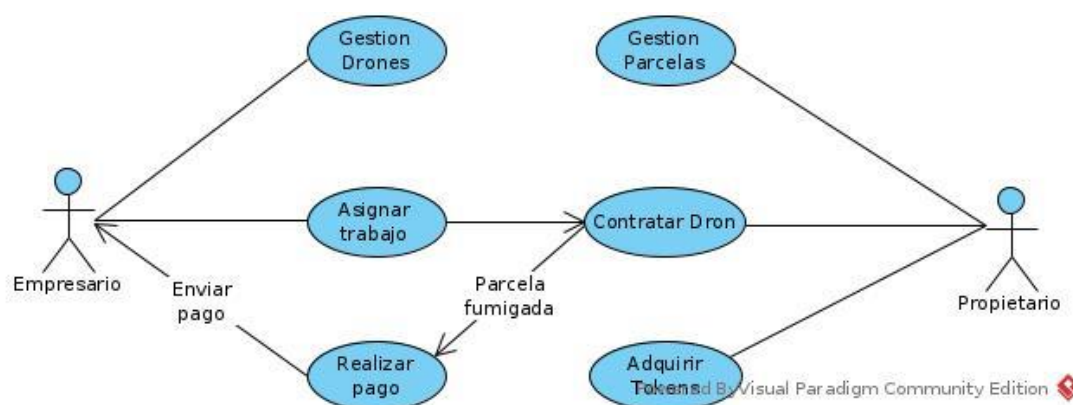 Gestion
Drones
Gestion
Parcelas
Asignar
trabajo
Contratar Dron
Empresario
Enviar
pago
Parcela
fumigada
Propietario
Realizar
pago
Adquirir
Tokens
Powered By Visual Paradigm Community Edition